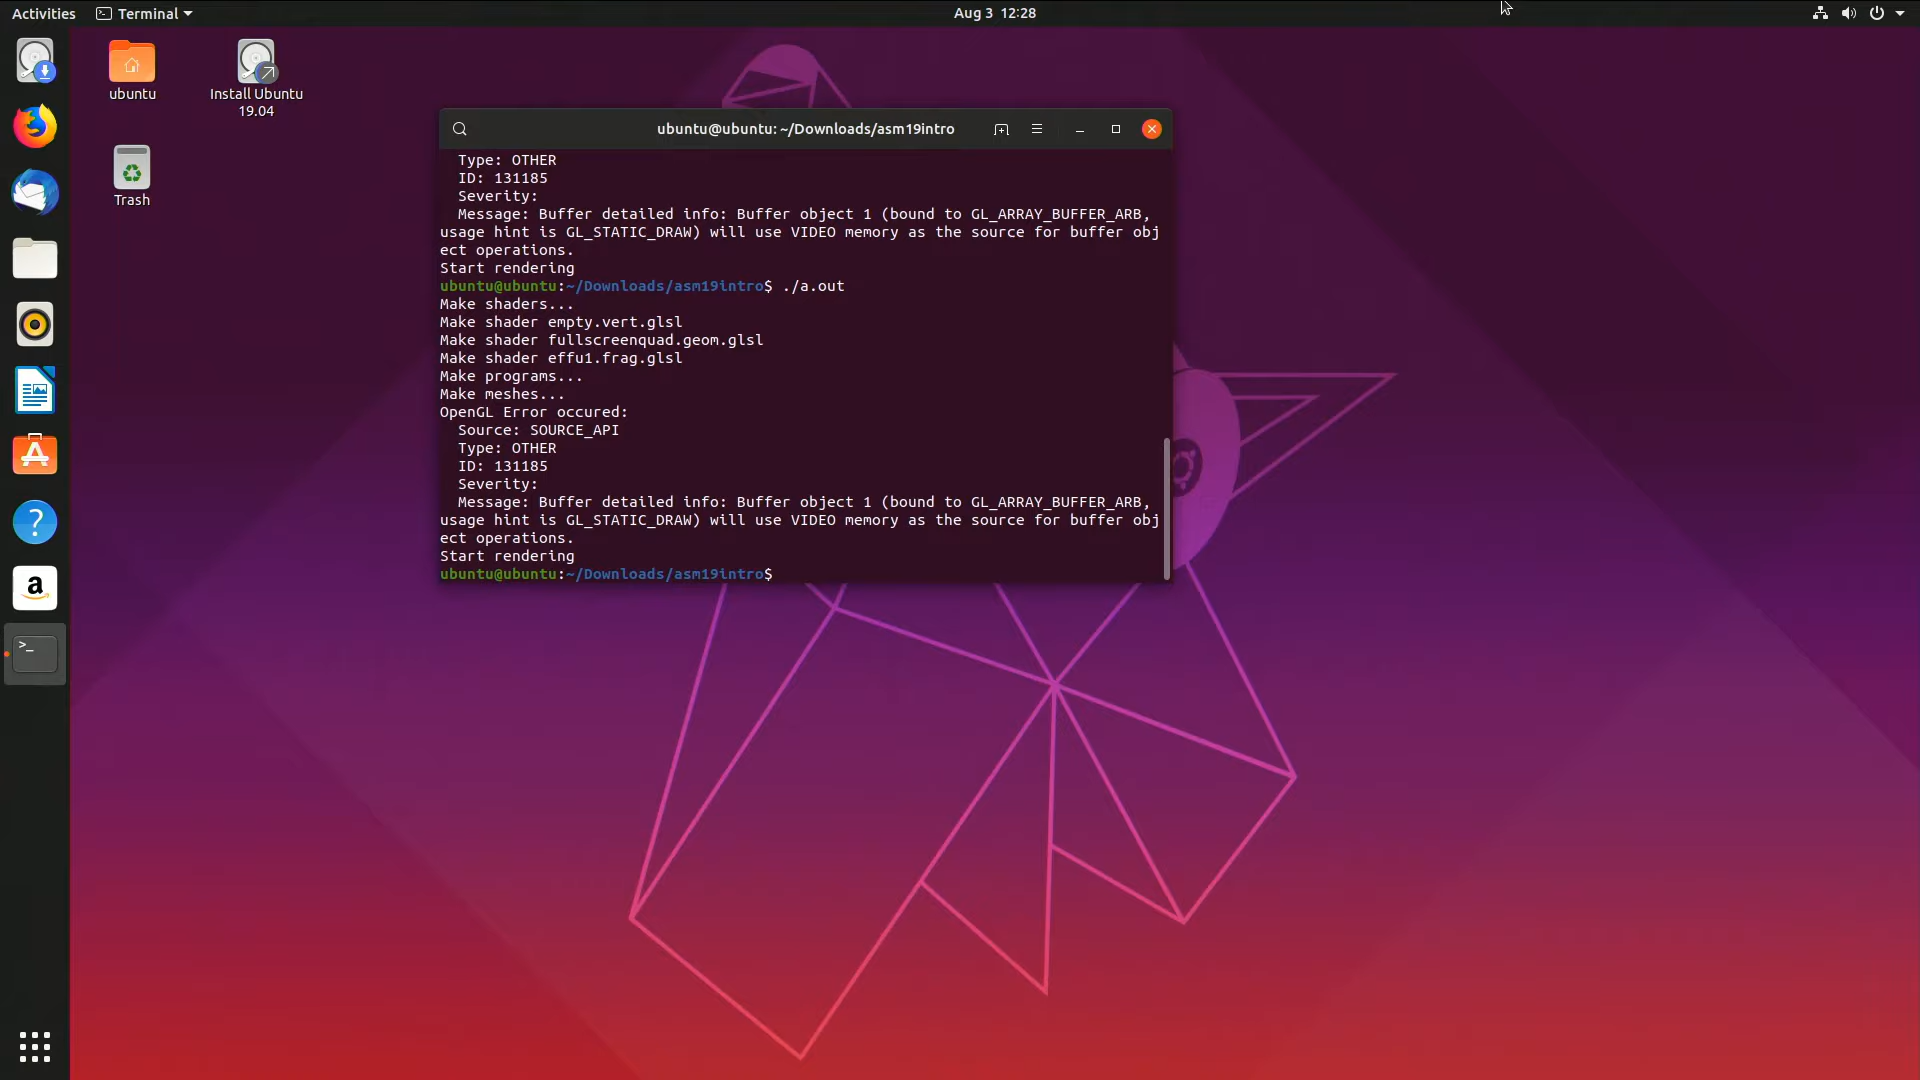 Activities
Terminal
Aug 3 12:28
ubuntu
Install Ubuntu
19.04
Trash
ubuntu@ubuntu: ~/Downloads/asm19intro
Type: OTHER
ID: 131185
Severity:
Message: Buffer detailed info: Buffer object 1 (bound to GL_ARRAY_BUFFER_ARB,
usage hint is GL_STATIC_DRAW) will use VIDEO memory as the source for buffer obj
ect operations.
Start rendering
ubuntu@ubuntu:~/Downloads/asm19intro$ ./a.out
Make shaders...
Make shader empty.vert.glsl
Make shader fullscreenquad.geom.glsl
Make shader effu1.frag.glsl
Make programs...
Make meshes...
OpenGL Error occured:
Source: SOURCE_API
Type: OTHER
ID: 131185
Severity:
Message: Buffer detailed info: Buffer object 1 (bound to GL_ARRAY_BUFFER_ARB,
usage hint is GL_STATIC_DRAW) will use VIDEO memory as the source for buffer obj
ect operations.
Start rendering
ubuntu@ubuntu:~/Downloads/asm19intro$
?
a
>_